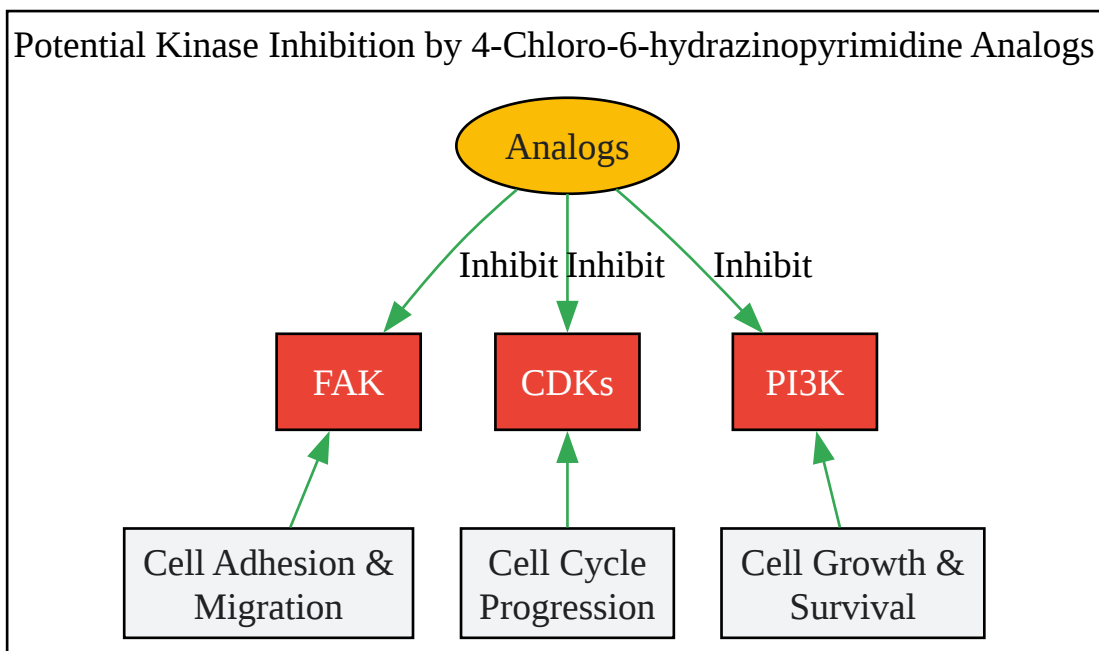 Potential Kinase Inhibition by 4-Chloro-6-hydrazinopyrimidine Analogs
Analogs
Inhibit
Inhibit
Inhibit
FAK
CDKs
PI3K
Cell Adhesion &
Migration
Cell Cycle
Progression
Cell Growth &
Survival